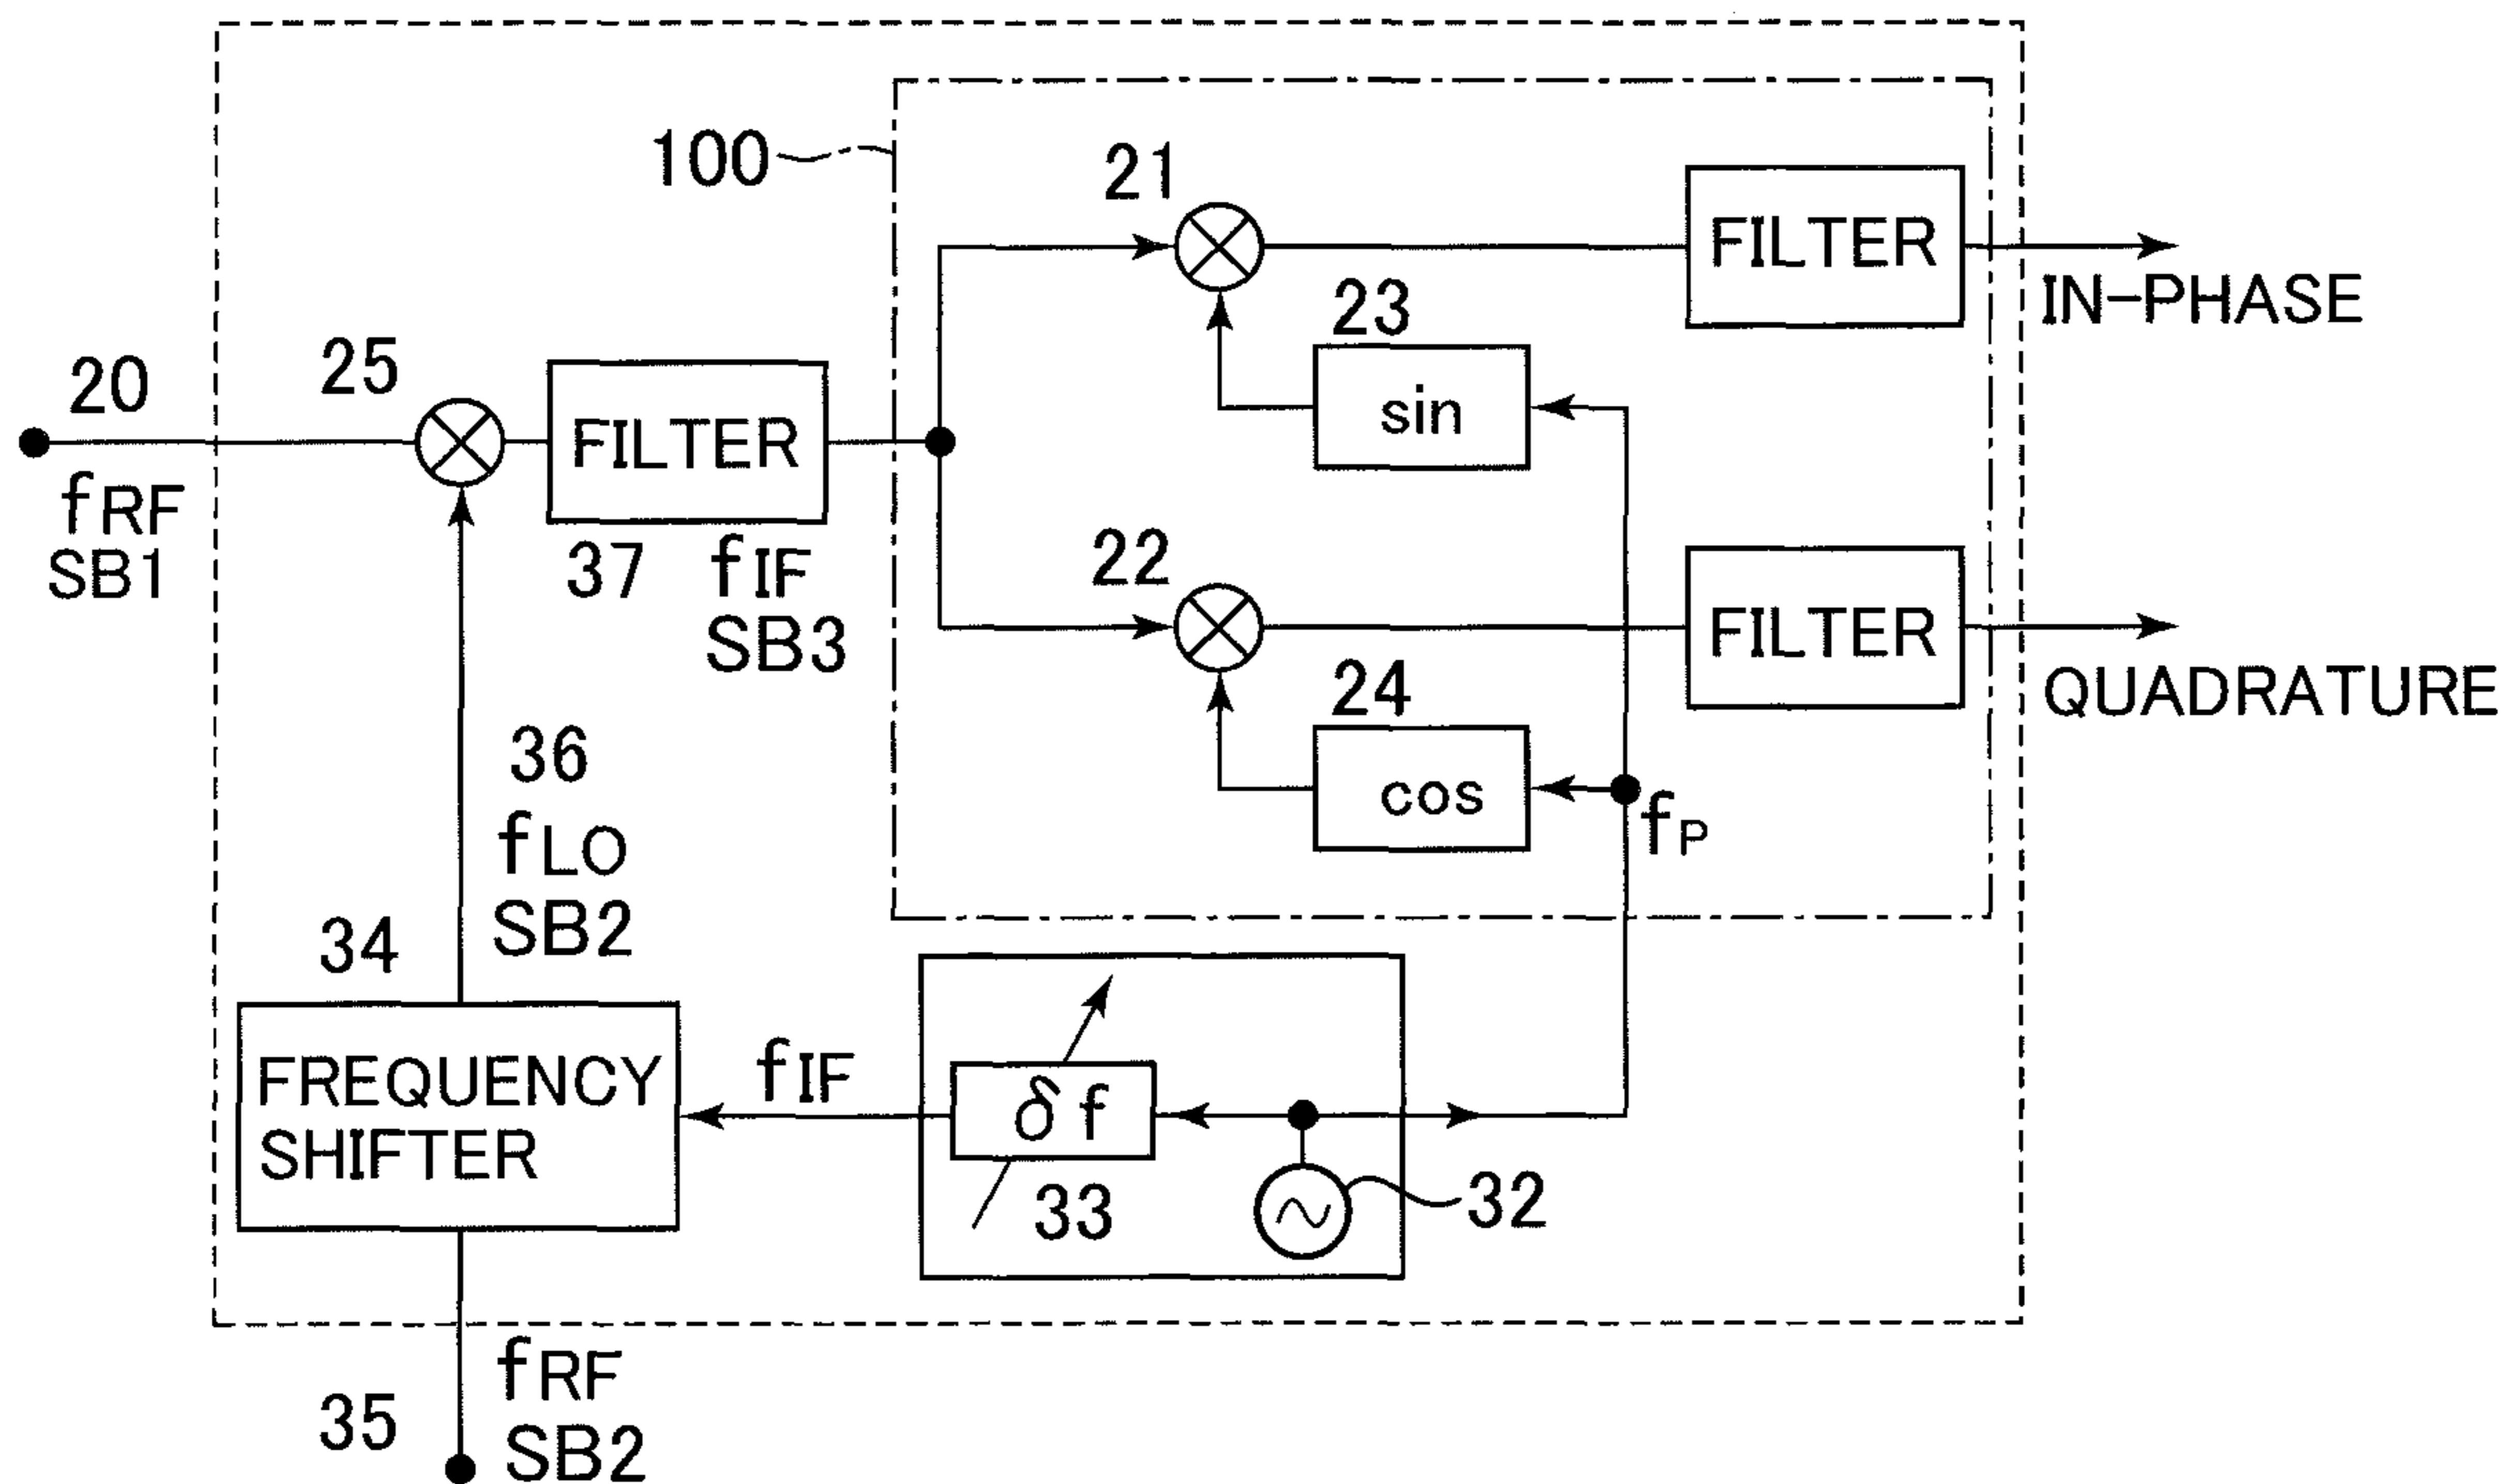 100
21
FILTER
IN-PHASE
23
sin
20
25
FILTER
fRF
SB1
37
fIF
SB3
22
FILTER
QUADRATURE
24
cos
fP
36
fLO
SB2
34
FREQUENCY
SHIFTER
fIF
δf
33
32
35
fRF
SB2